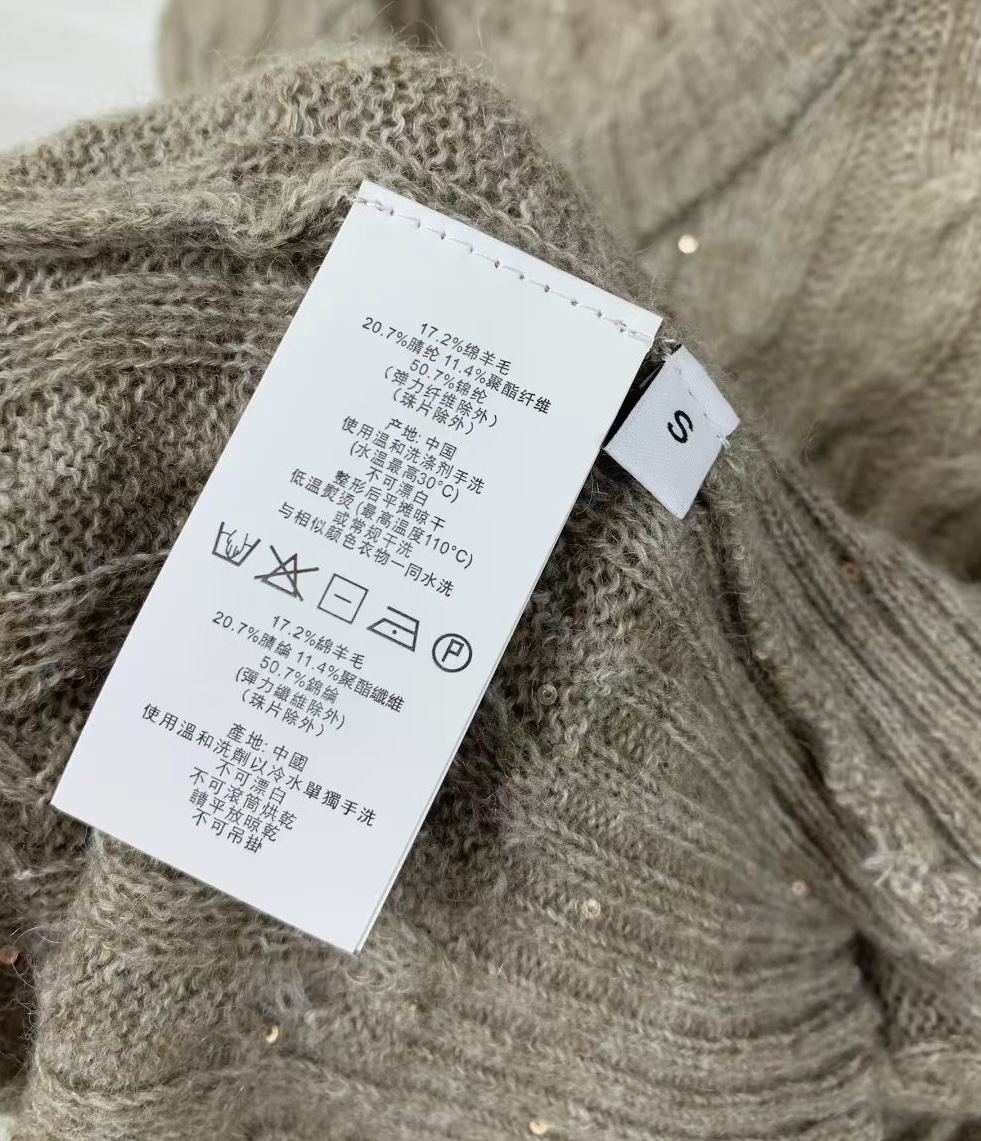 17.2%绵羊毛
20.7%腈纶 11.4%聚酯纤维
50.7%锦纶
（弹力纤维除外）
（珠片除外）
产地: 中国
使用温和洗涤剂手洗
(水温最高30°C)
不可漂白
整形后平摊晾干
低温熨烫(最高温度110°C)
或常规干洗
与相似颜色衣物一同水洗
P
17.2%綿羊毛
20.7%腈綸 11.4%聚酯纖維
50.7%錦綸
(彈力纖維除外)
（珠片除外）
產地: 中國
使用溫和洗劑以冷水單獨手洗
不可漂白
不可滾筒烘乾
請平放晾乾
不可吊掛
S